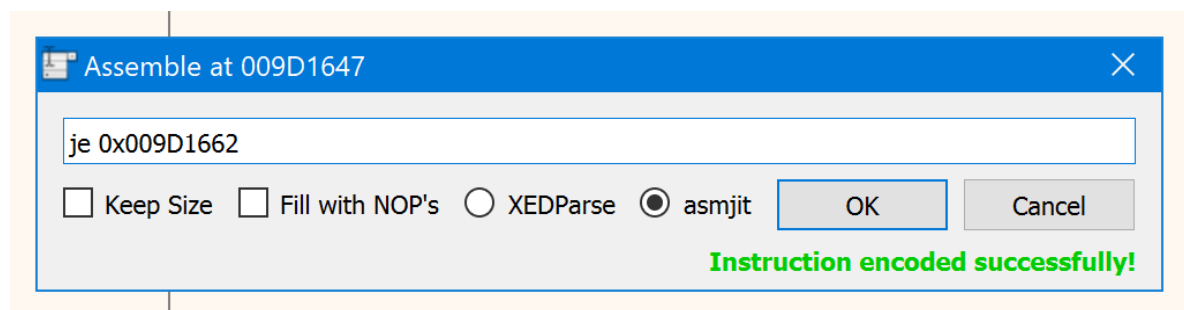 Assemble at 009D1647
je 0x009D1662
Keep Size Fill with NOP's XEDParse asmjit OK Cancel
Instruction encoded successfully!